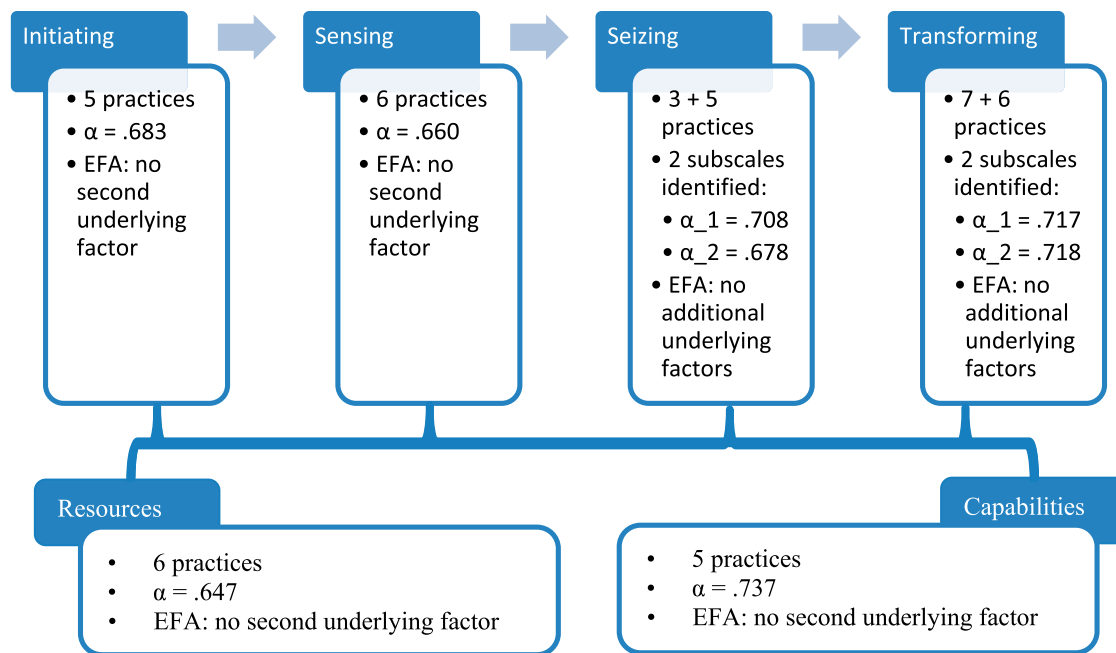 Initiating
• 5 practices
• α = .683
• EFA: no
second
underlying
factor
Sensing
• 6 practices
• α = .660
• EFA: no
second
underlying
factor
Seizing
• 3 + 5
practices
• 2 subscales
identified:
• α_1 = .708
• α_2 = .678
• EFA: no
additional
underlying
factors
Transforming
• 7 + 6
practices
• 2 subscales
identified:
• α_1 = .717
• α_2 = .718
• EFA: no
additional
underlying
factors
Resources
• 6 practices
• α = .647
• EFA: no second underlying factor
Capabilities
• 5 practices
• α = .737
• EFA: no second underlying factor